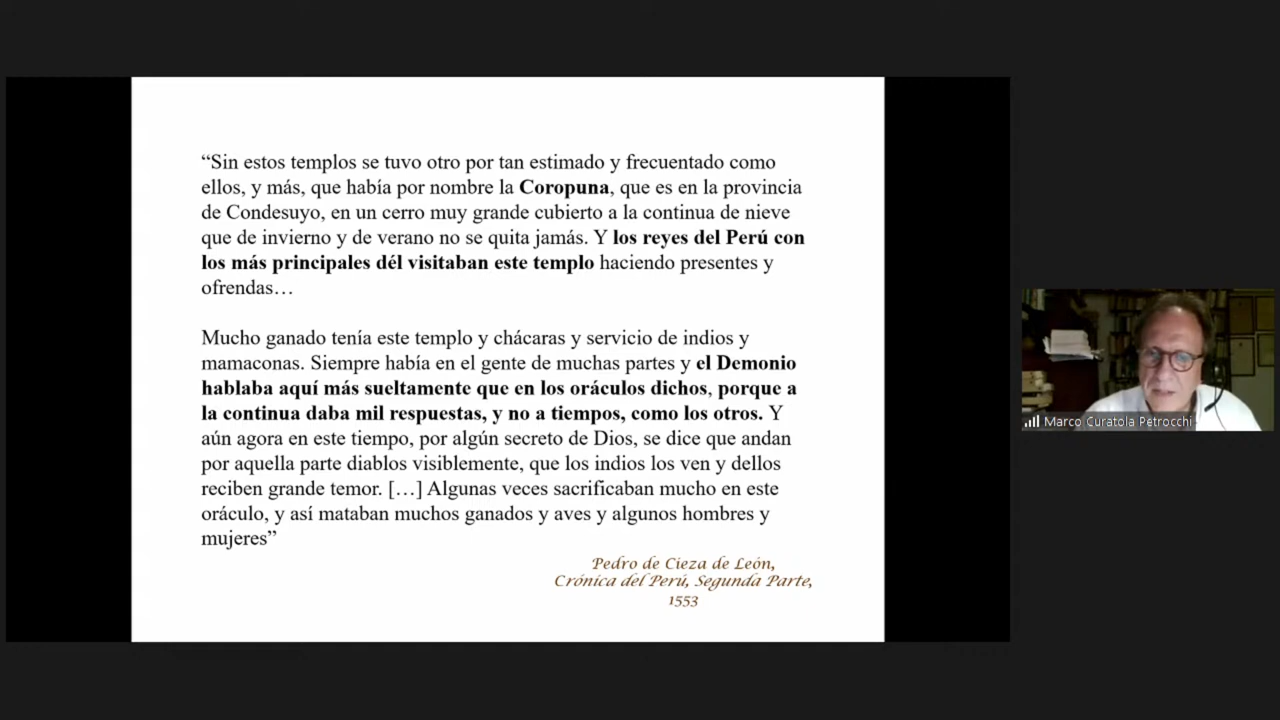 “Sin estos templos se tuvo otro por tan estimado y frecuentado como
ellos, y más, que había por nombre la Coropuna, que es en la provincia
de Condesuyo, en un cerro muy grande cubierto a la continua de nieve
que de invierno y de verano no se quita jamás. Y los reyes del Perú con
los más principales dél visitaban este templo haciendo presentes y
ofrendas…
Mucho ganado tenía este templo y chácaras y servicio de indios y
mamaconas. Siempre había en el gente de muchas partes y el Demonio
hablaba aquí más sueltamente que en los oráculos dichos, porque a
la continua daba mil respuestas, y no a tiempos, como los otros. Y
aún agora en este tiempo, por algún secreto de Dios, se dice que andan
por aquella parte diablos visiblemente, que los indios los ven y dellos
reciben grande temor. […] Algunas veces sacrificaban mucho en este
oráculo, y así mataban muchos ganados y aves y algunos hombres y
mujeres”
Pedro de Cieza de León,
Crónica del Perú, Segunda Parte,
1553
Marco Curatola Petrocchi